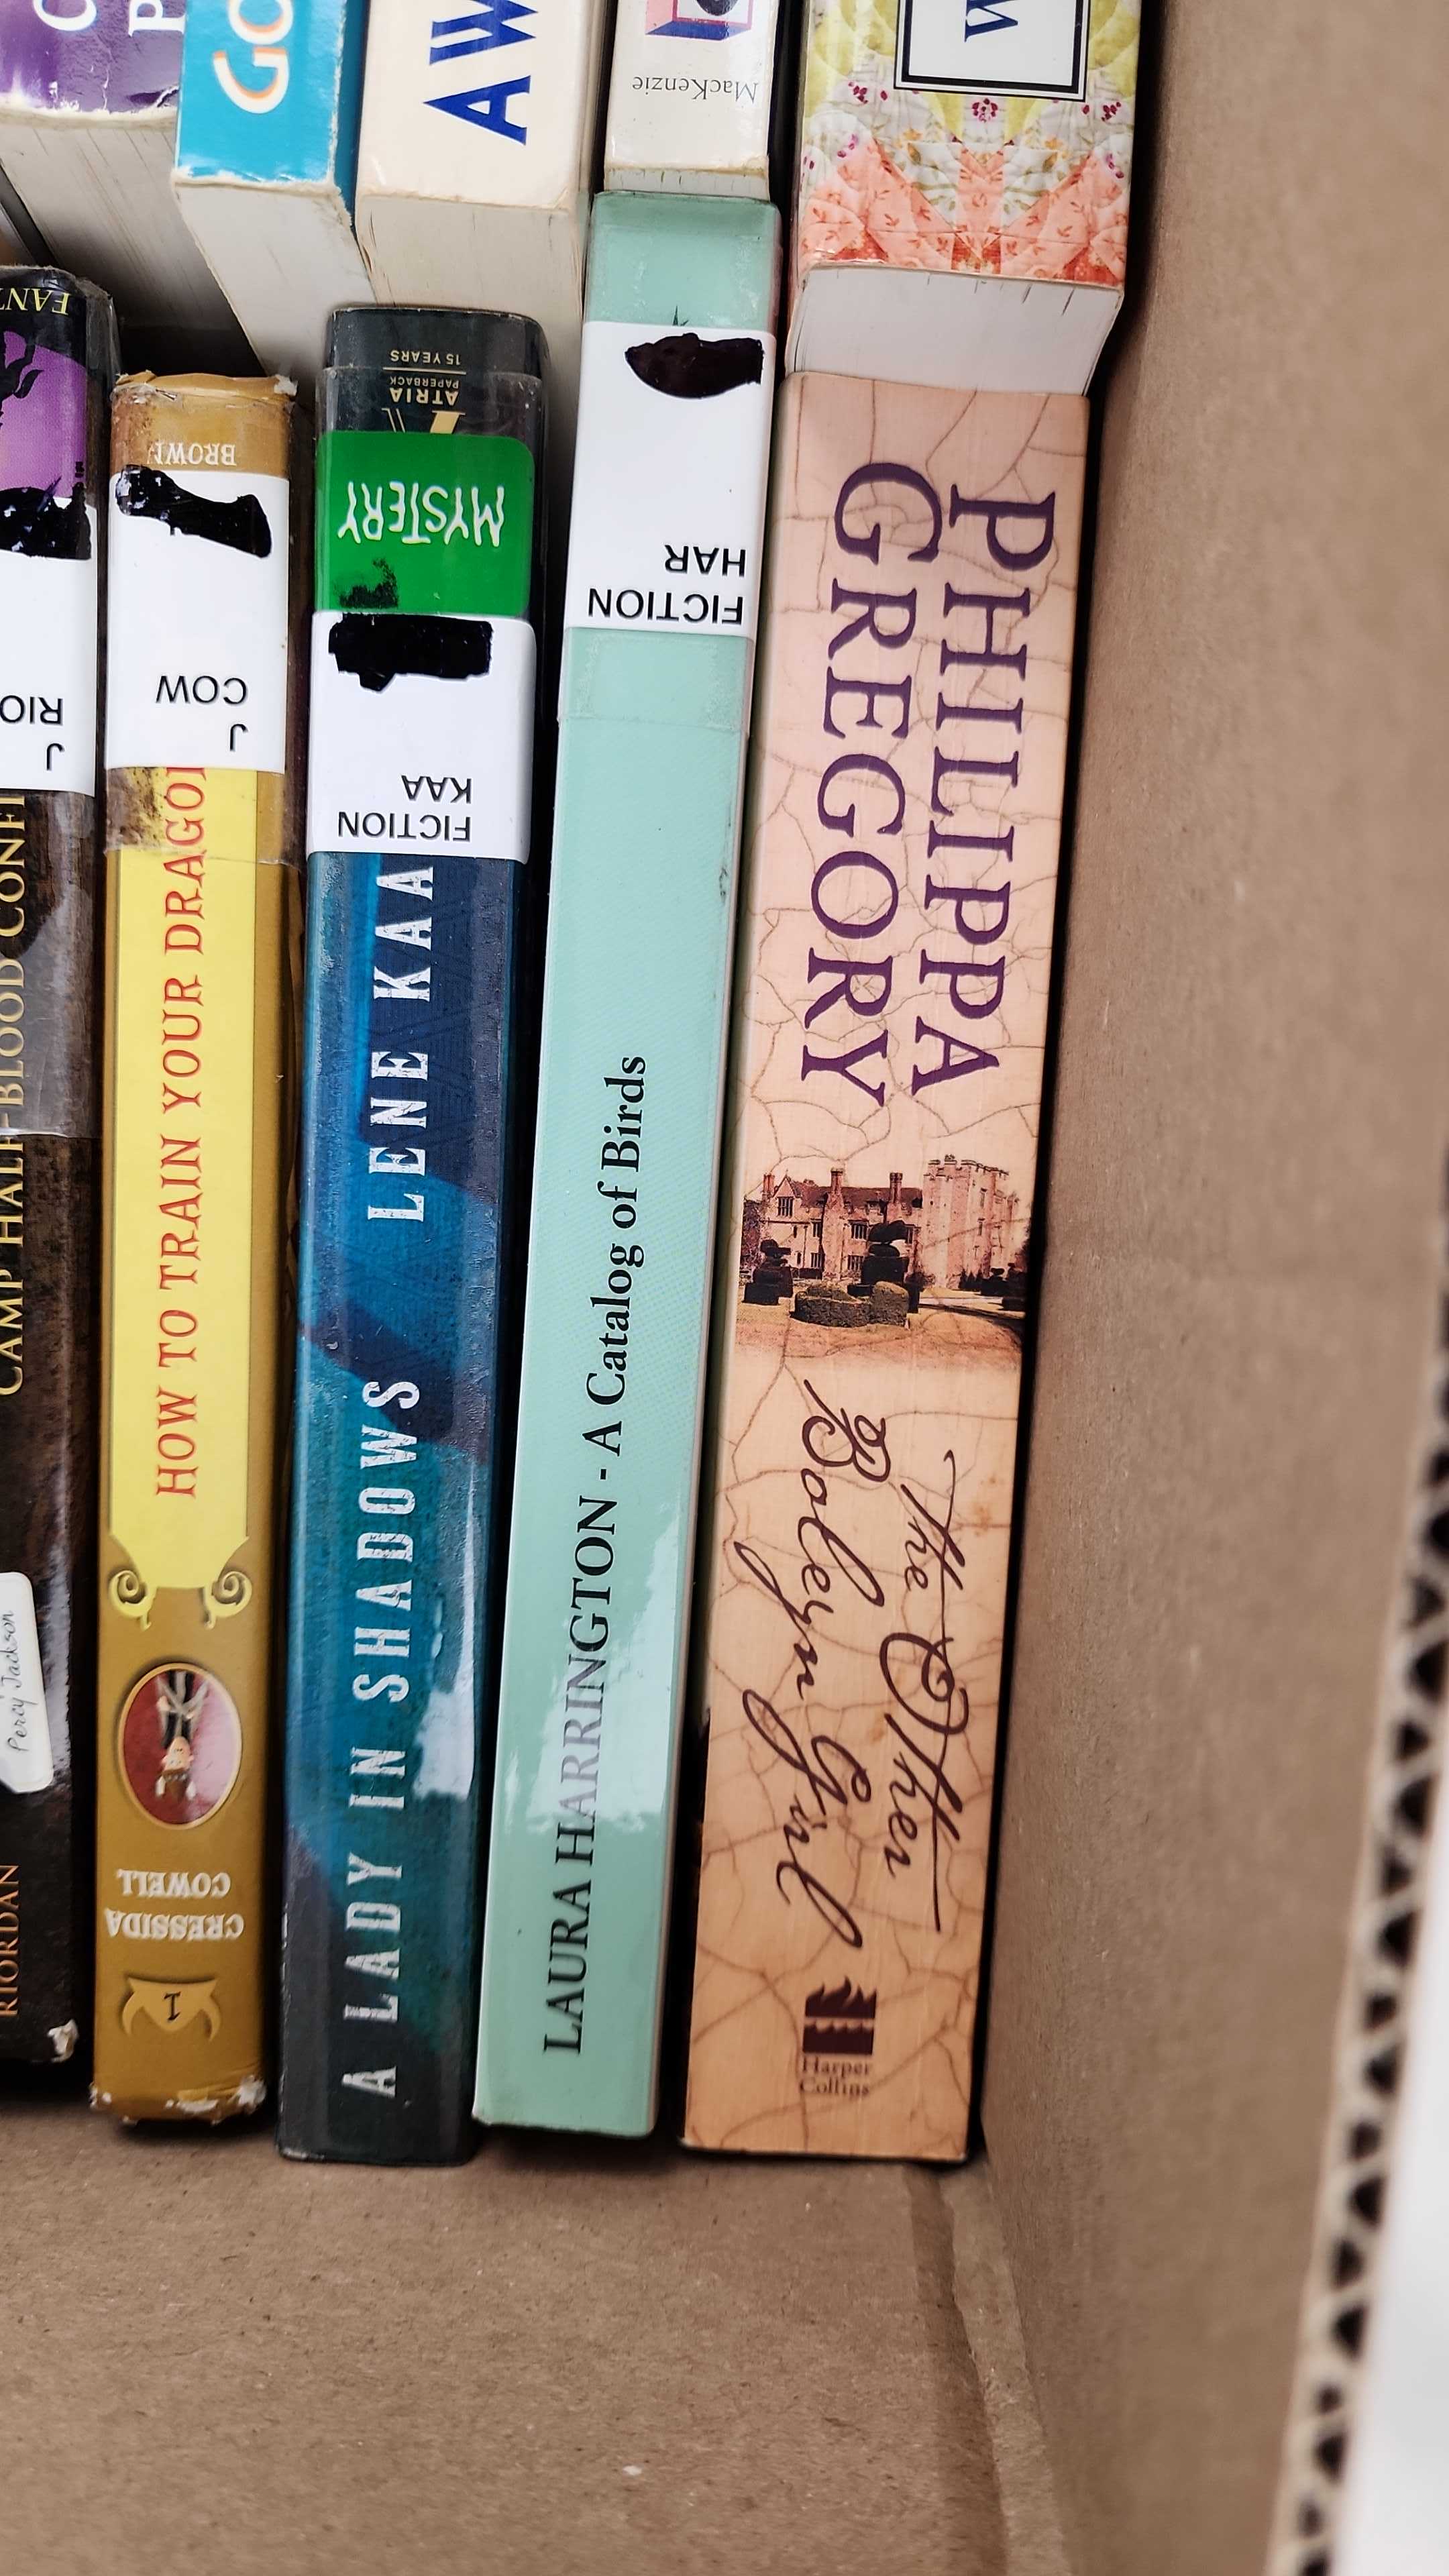 GO
AW
MacKenzie
W
FANT
J
RIO
CAMP HALF-BLOOD CONFI
Percy Jackson
RIORDAN
BROWN
J
COW
HOW TO TRAIN YOUR DRAGON
CRESSIDA
COWELL
1
ATRIA
PAPERBACK
15 YEARS
MYSTERY
FICTION
KAA
A LADY IN SHADOWS LENE KAA
FICTION
HAR
LAURA HARRINGTON - A Catalog of Birds
PHILIPPA
GREGORY
The Other
Boleyn Girl
Harper
Collins